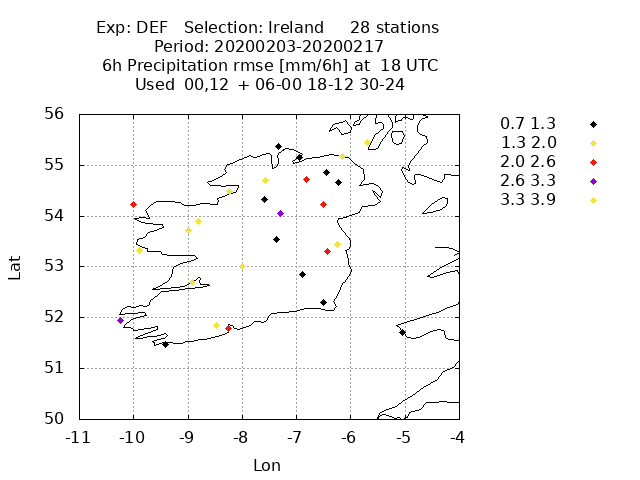 Exp: DEF Selection: Ireland 28 stations
Period: 20200203-20200217
6h Precipitation rmse [mm/6h] at 18 UTC
Used 00,12 + 06-00 18-12 30-24
56
55
54
53
52
51
50
-11 -10 -9 -8 -7 -6 -5 -4
Lat
Lon
0.7 1.3
1.3 2.0
2.0 2.6
2.6 3.3
3.3 3.9